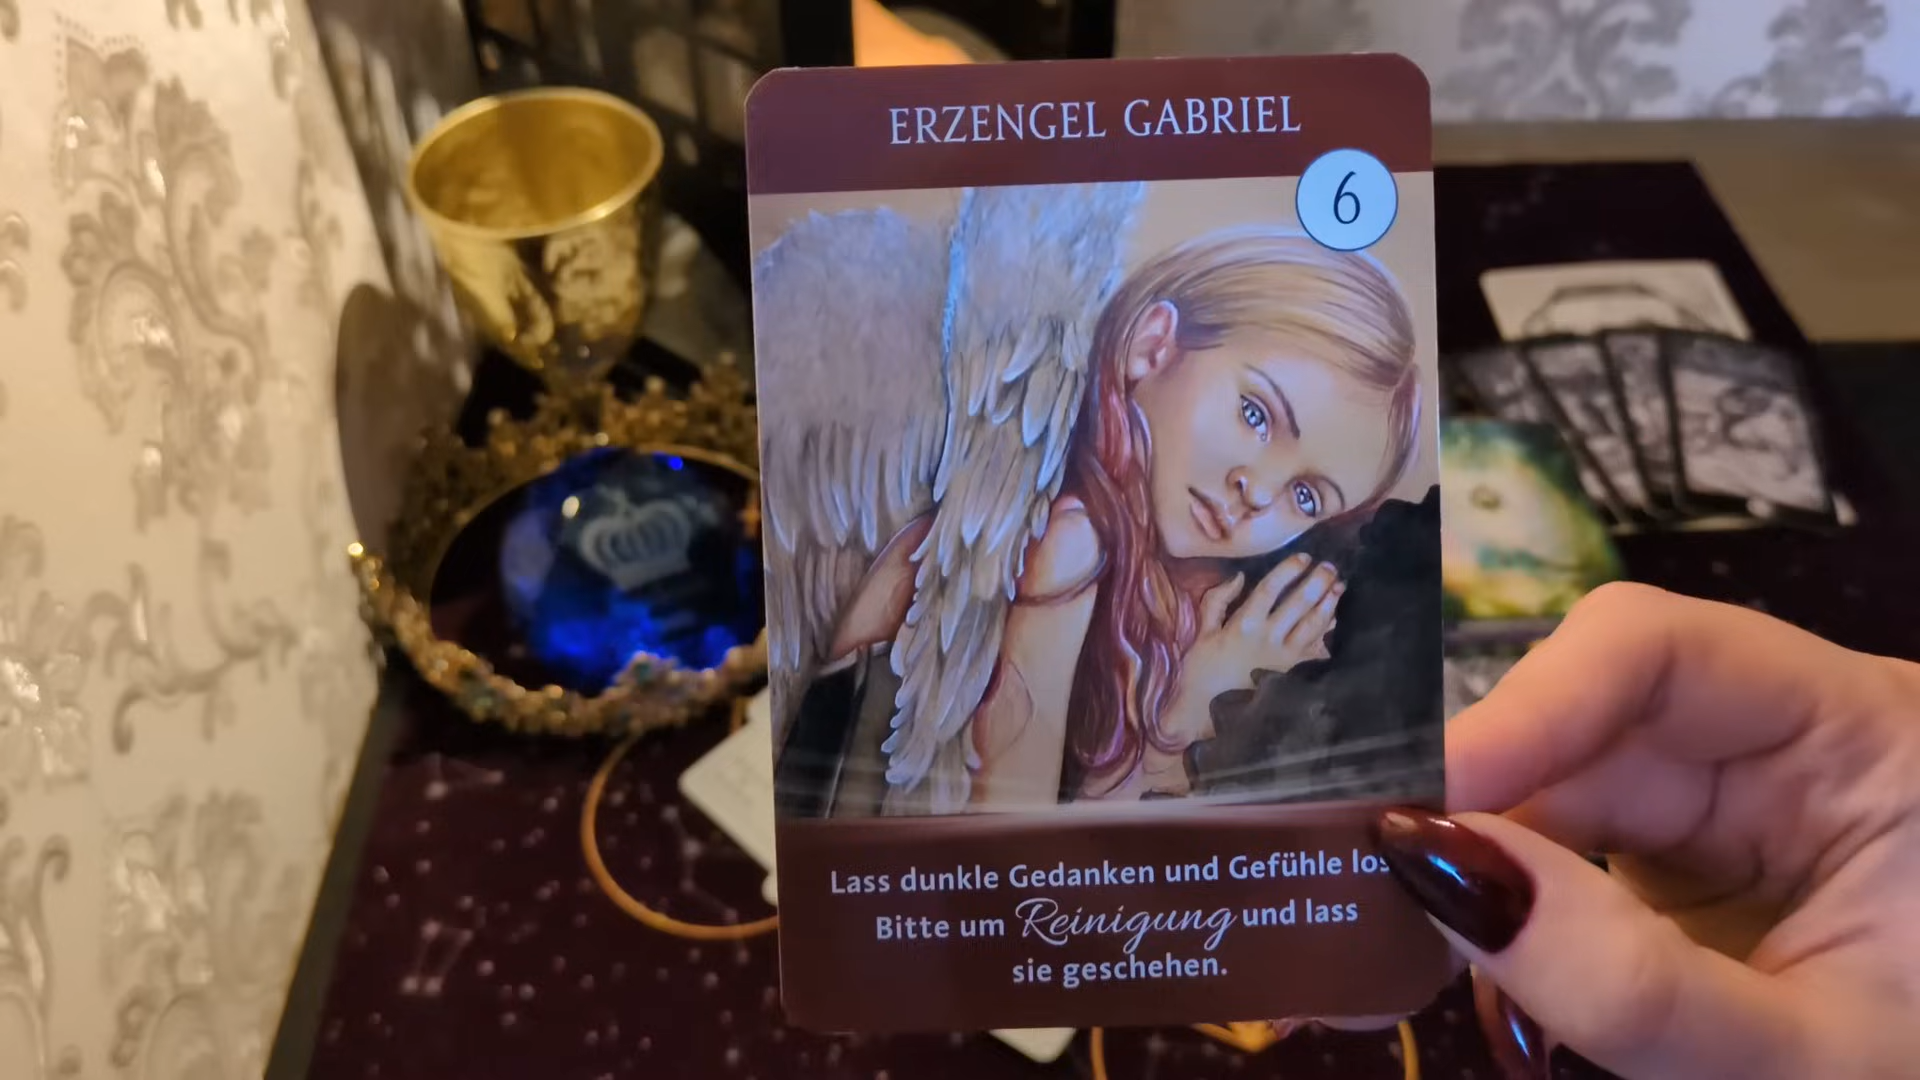 ERZENGEL GABRIEL
6
Lass dunkle Gedanken und Gefühle los
Bitte um Reinigung und lass
sie geschehen.